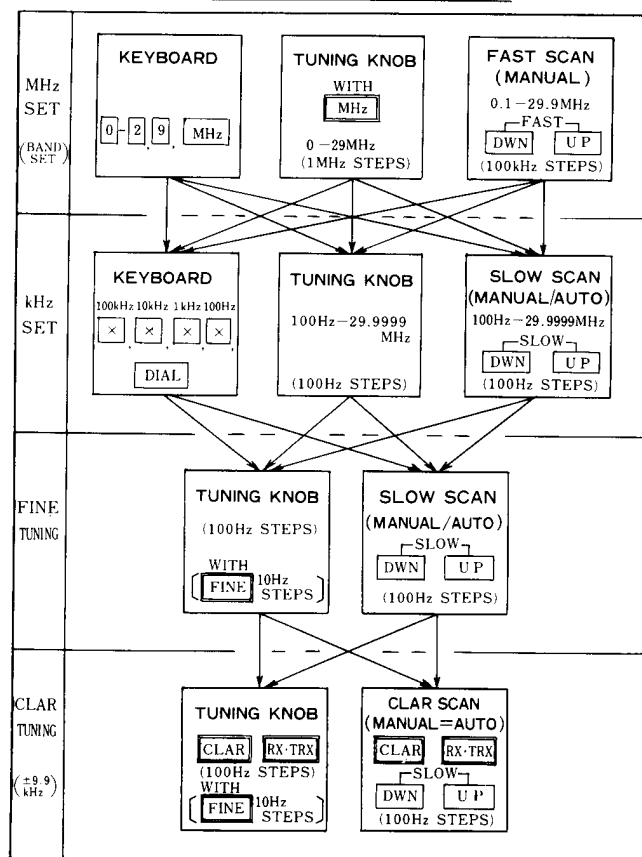 MHz
SET
(BAND
SET)
KEYBOARD
0-2, 9, MHz
TUNING KNOB
WITH
MHz
0-29MHz
(1MHz STEPS)
FAST SCAN
(MANUAL)
0.1-29.9MHz
FAST
DWN UP
(100kHz STEPS)
kHz
SET
KEYBOARD
100kHz 10kHz 1kHz 100Hz
×, ×, ×, ×,
DIAL
TUNING KNOB
100Hz-29.9999
MHz
(100Hz STEPS)
SLOW SCAN
(MANUAL/AUTO)
100Hz-29.9999MHz
SLOW
DWN UP
(100Hz STEPS)
FINE
TUNING
TUNING KNOB
(100Hz STEPS)
WITH
(FINE 10Hz
STEPS)
SLOW SCAN
(MANUAL/AUTO)
SLOW
DWN UP
(100Hz STEPS)
CLAR
TUNING
(±9.9
kHz)
TUNING KNOB
CLAR RX·TRX
(100Hz STEPS)
WITH
(FINE 10Hz
STEPS)
CLAR SCAN
(MANUAL=AUTO)
CLAR RX·TRX
SLOW
DWN UP
(100Hz STEPS)